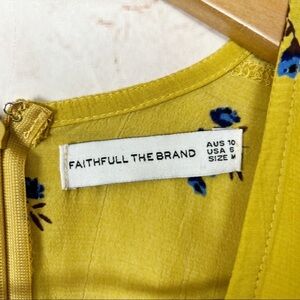 FAITHFULL THE BRAND
AUS 10
USA 6
SIZE M